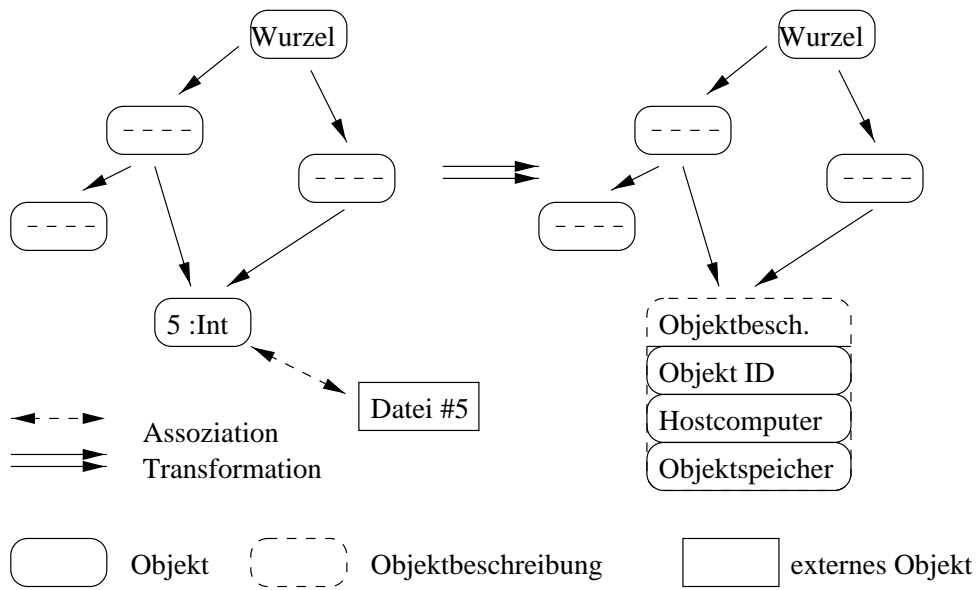 Wurzel
Wurzel
5 :Int
Objektbesch.
Objekt ID
Datei #5
Hostcomputer
Assoziation
Transformation
Objektspeicher
Objekt
Objektbeschreibung
externes Objekt